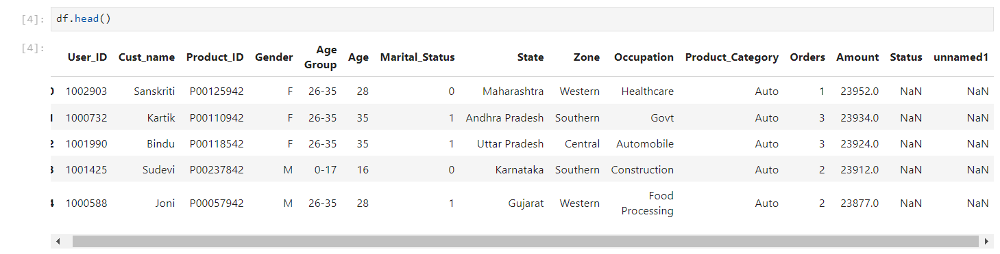 [4]: df.head()
[4]:
User_ID Cust_name Product_ID Gender Age Group Age Marital_Status State Zone Occupation Product_Category Orders Amount Status unnamed1
0 1002903 Sanskriti P00125942 F 26-35 28 0 Maharashtra Western Healthcare Auto 1 23952.0 NaN NaN
1 1000732 Kartik P00110942 F 26-35 35 1 Andhra Pradesh Southern Govt Auto 3 23934.0 NaN NaN
2 1001990 Bindu P00118542 F 26-35 35 1 Uttar Pradesh Central Automobile Auto 3 23924.0 NaN NaN
3 1001425 Sudevi P00237842 M 0-17 16 0 Karnataka Southern Construction Auto 2 23912.0 NaN NaN
4 1000588 Joni P00057942 M 26-35 28 1 Gujarat Western Food Processing Auto 2 23877.0 NaN NaN